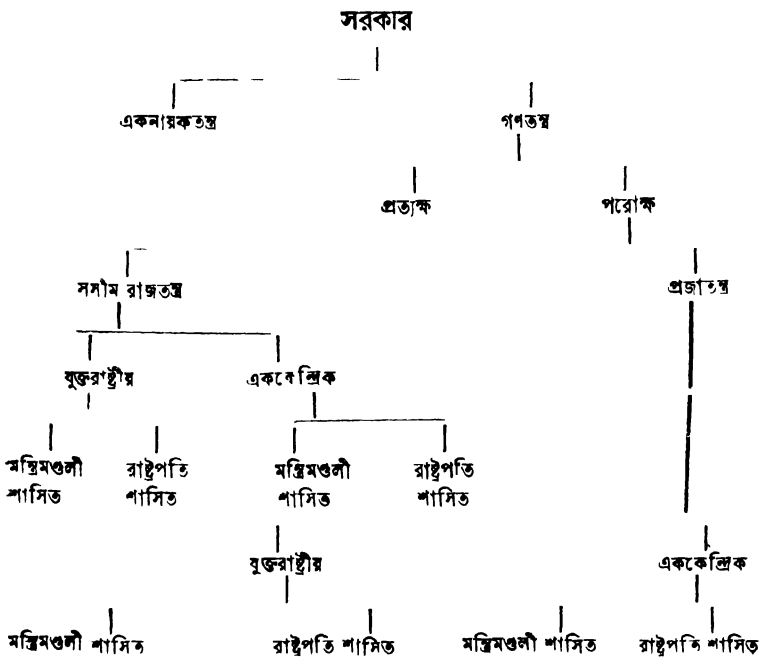 সরকার
একনায়কতন্ত্র গণতন্ত্র
প্রত্যক্ষ পরোক্ষ
সসীম রাজতন্ত্র প্রজাতন্ত্র
যুক্তরাষ্ট্রীয় এককেন্দ্রিক
মন্ত্রিমণ্ডলী রাষ্ট্রপতি মন্ত্রিমণ্ডলী রাষ্ট্রপতি
শাসিত শাসিত শাসিত শাসিত
যুক্তরাষ্ট্রীয় এককেন্দ্রিক
মন্ত্রিমণ্ডলী শাসিত রাষ্ট্রপতি শাসিত মন্ত্রিমণ্ডলী শাসিত রাষ্ট্রপতি শাসিত